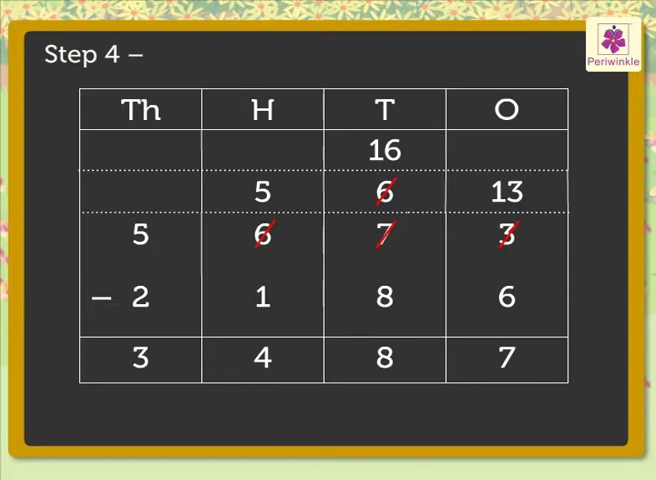 Step 4 –
Periwinkle
Th H T O
16
5 6 13
5 6 7 3
– 2 1 8 6
3 4 8 7